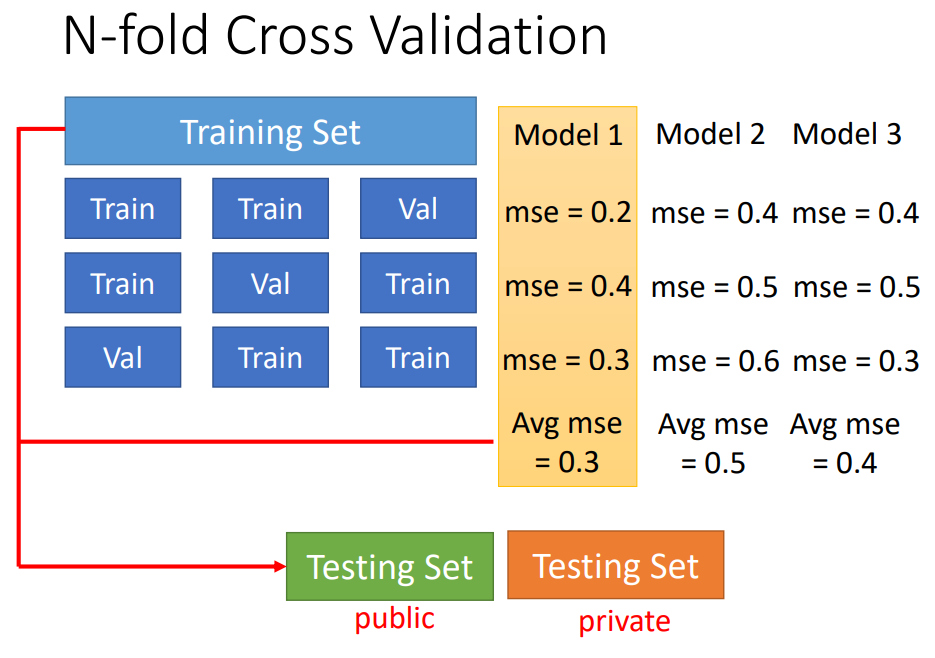 N-fold Cross Validation
Training Set
Model 1 Model 2 Model 3
Train Train Val
mse = 0.2 mse = 0.4 mse = 0.4
Train Val Train
mse = 0.4 mse = 0.5 mse = 0.5
Val Train Train
mse = 0.3 mse = 0.6 mse = 0.3
Avg mse Avg mse Avg mse
= 0.3 = 0.5 = 0.4
Testing Set Testing Set
public private